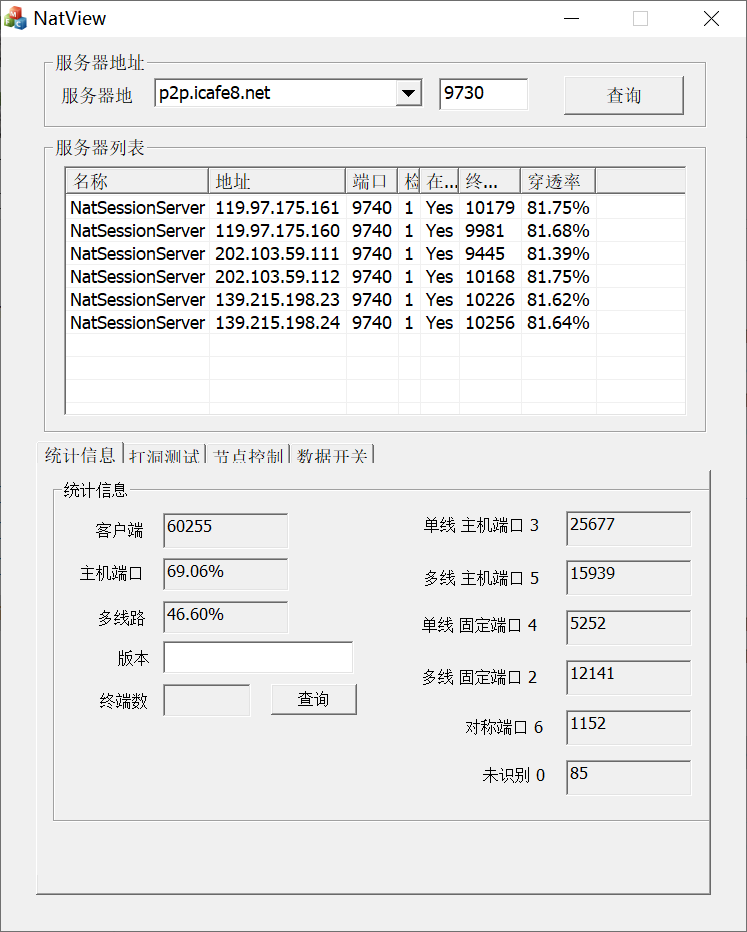 NatView
服务器地址
服务器地 p2p.icafe8.net 9730 查询
服务器列表
名称 地址 端口 检 在... 终... 穿透率
NatSessionServer 119.97.175.161 9740 1 Yes 10179 81.75%
NatSessionServer 119.97.175.160 9740 1 Yes 9981 81.68%
NatSessionServer 202.103.59.111 9740 1 Yes 9445 81.39%
NatSessionServer 202.103.59.112 9740 1 Yes 10168 81.75%
NatSessionServer 139.215.198.23 9740 1 Yes 10226 81.62%
NatSessionServer 139.215.198.24 9740 1 Yes 10256 81.64%
统计信息 打洞测试 节点控制 数据开关
统计信息
客户端 60255
主机端口 69.06%
多线路 46.60%
版本
终端数 查询
单线 主机端口 3 25677
多线 主机端口 5 15939
单线 固定端口 4 5252
多线 固定端口 2 12141
对称端口 6 1152
未识别 0 85